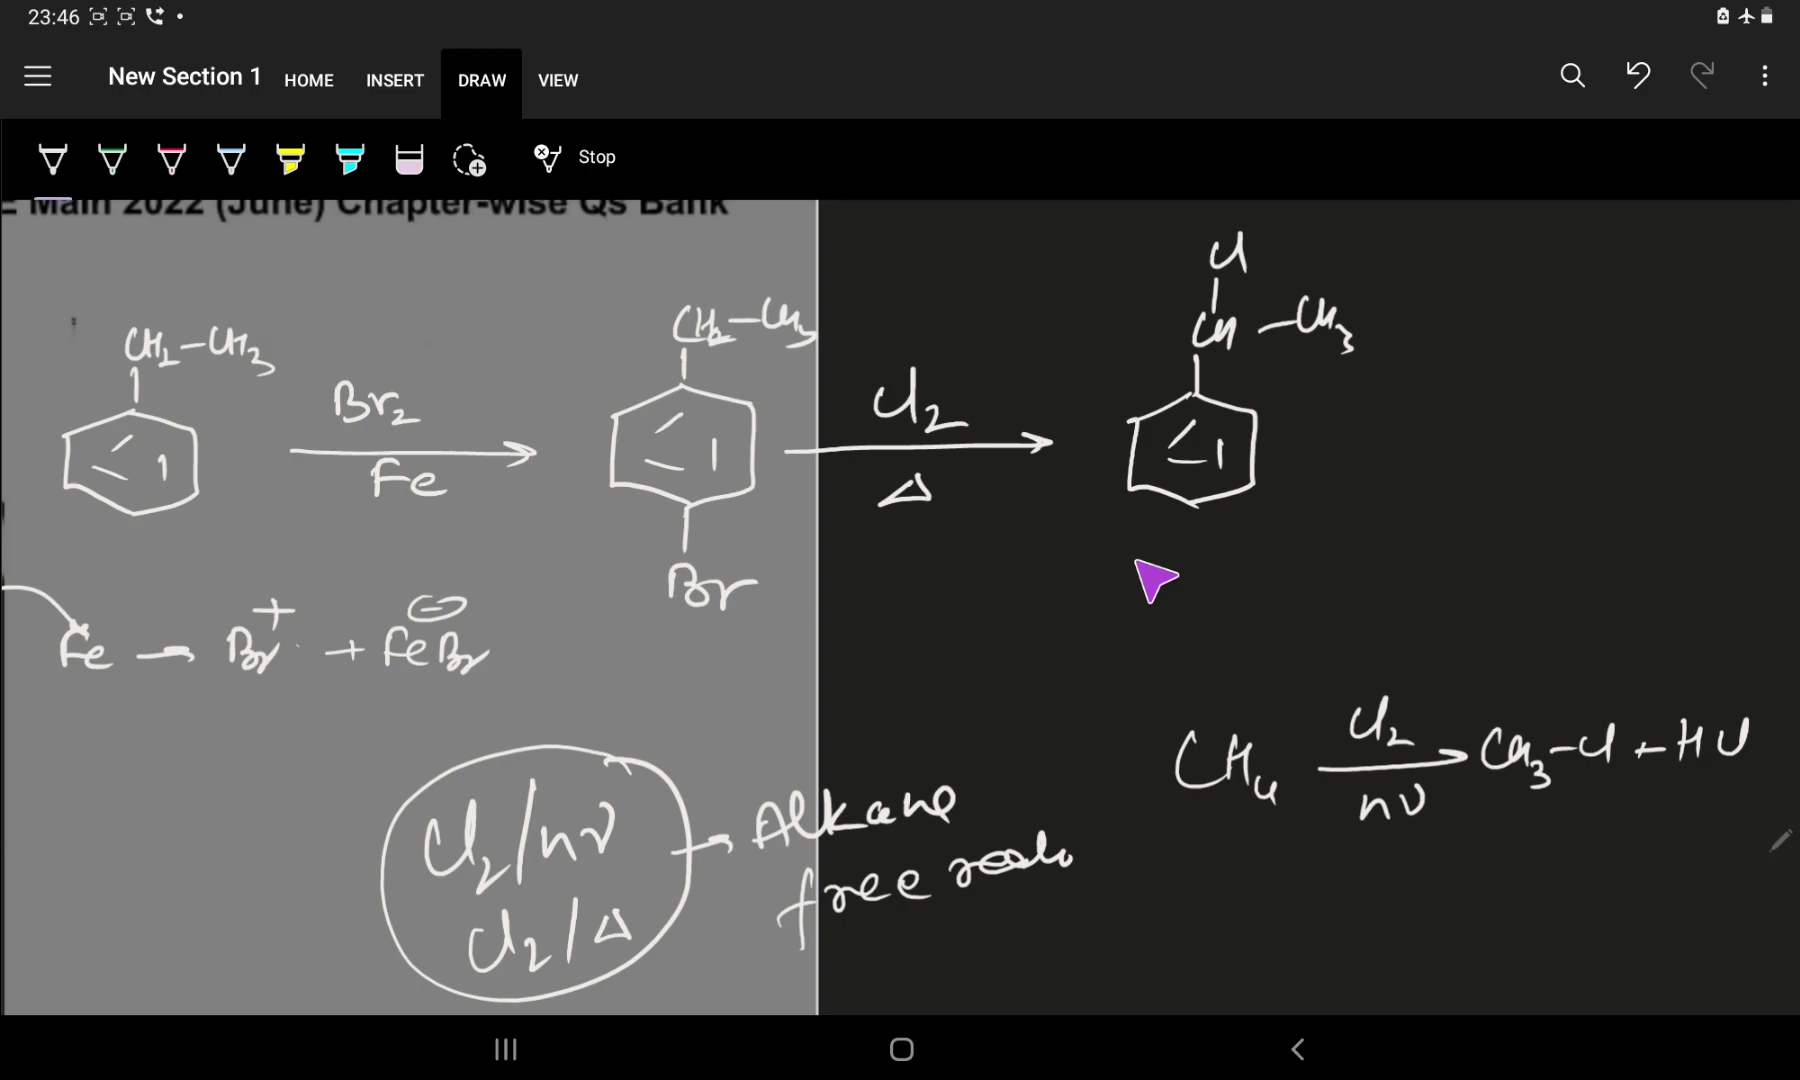 23:46
New Section 1 HOME INSERT DRAW VIEW
Stop
E Main 2022 (June) Chapter-wise Qs Bank
CH2-CH3
Br2
Fe
CH2-CH3
Br
Cl2
Δ
Cl
CH-CH3
Fe → Br+ + FeBr⊖
Cl2/hν → Alkane
Cl2/Δ
free
CH4 Cl2 → CH3-Cl + HCl
hν